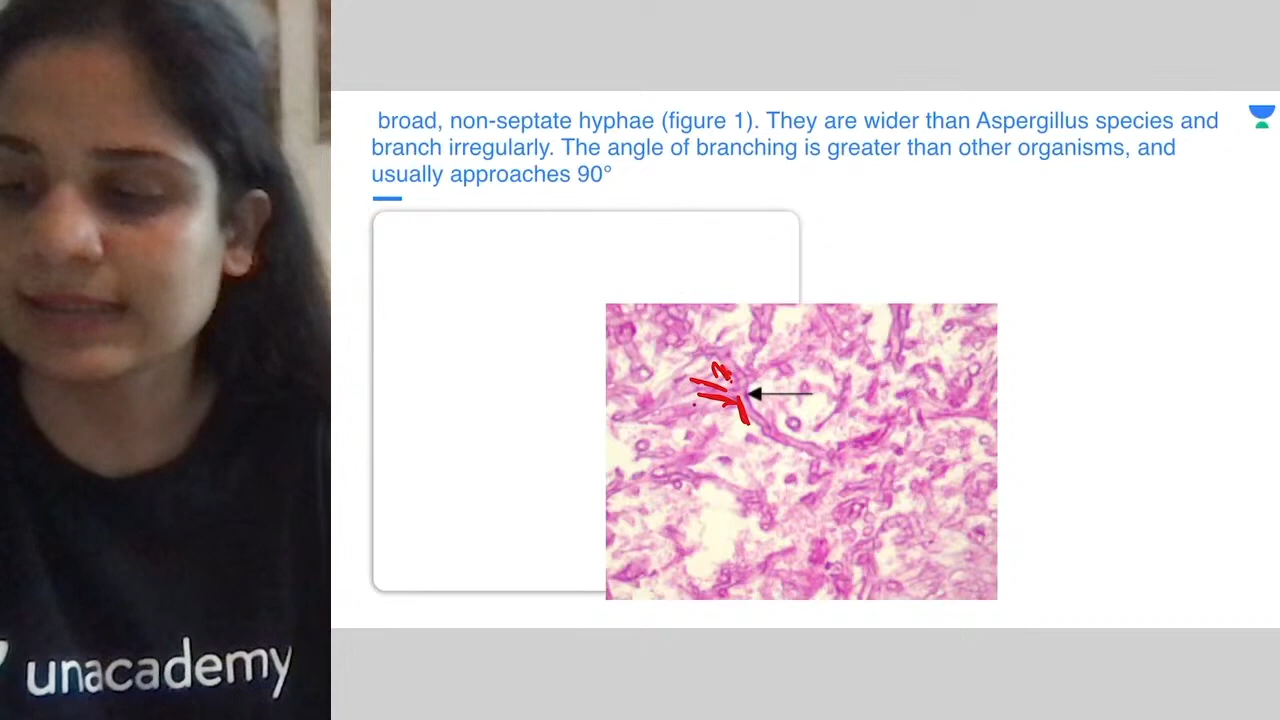 broad, non-septate hyphae (figure 1). They are wider than Aspergillus species and
branch irregularly. The angle of branching is greater than other organisms, and
usually approaches 90°
unacademy